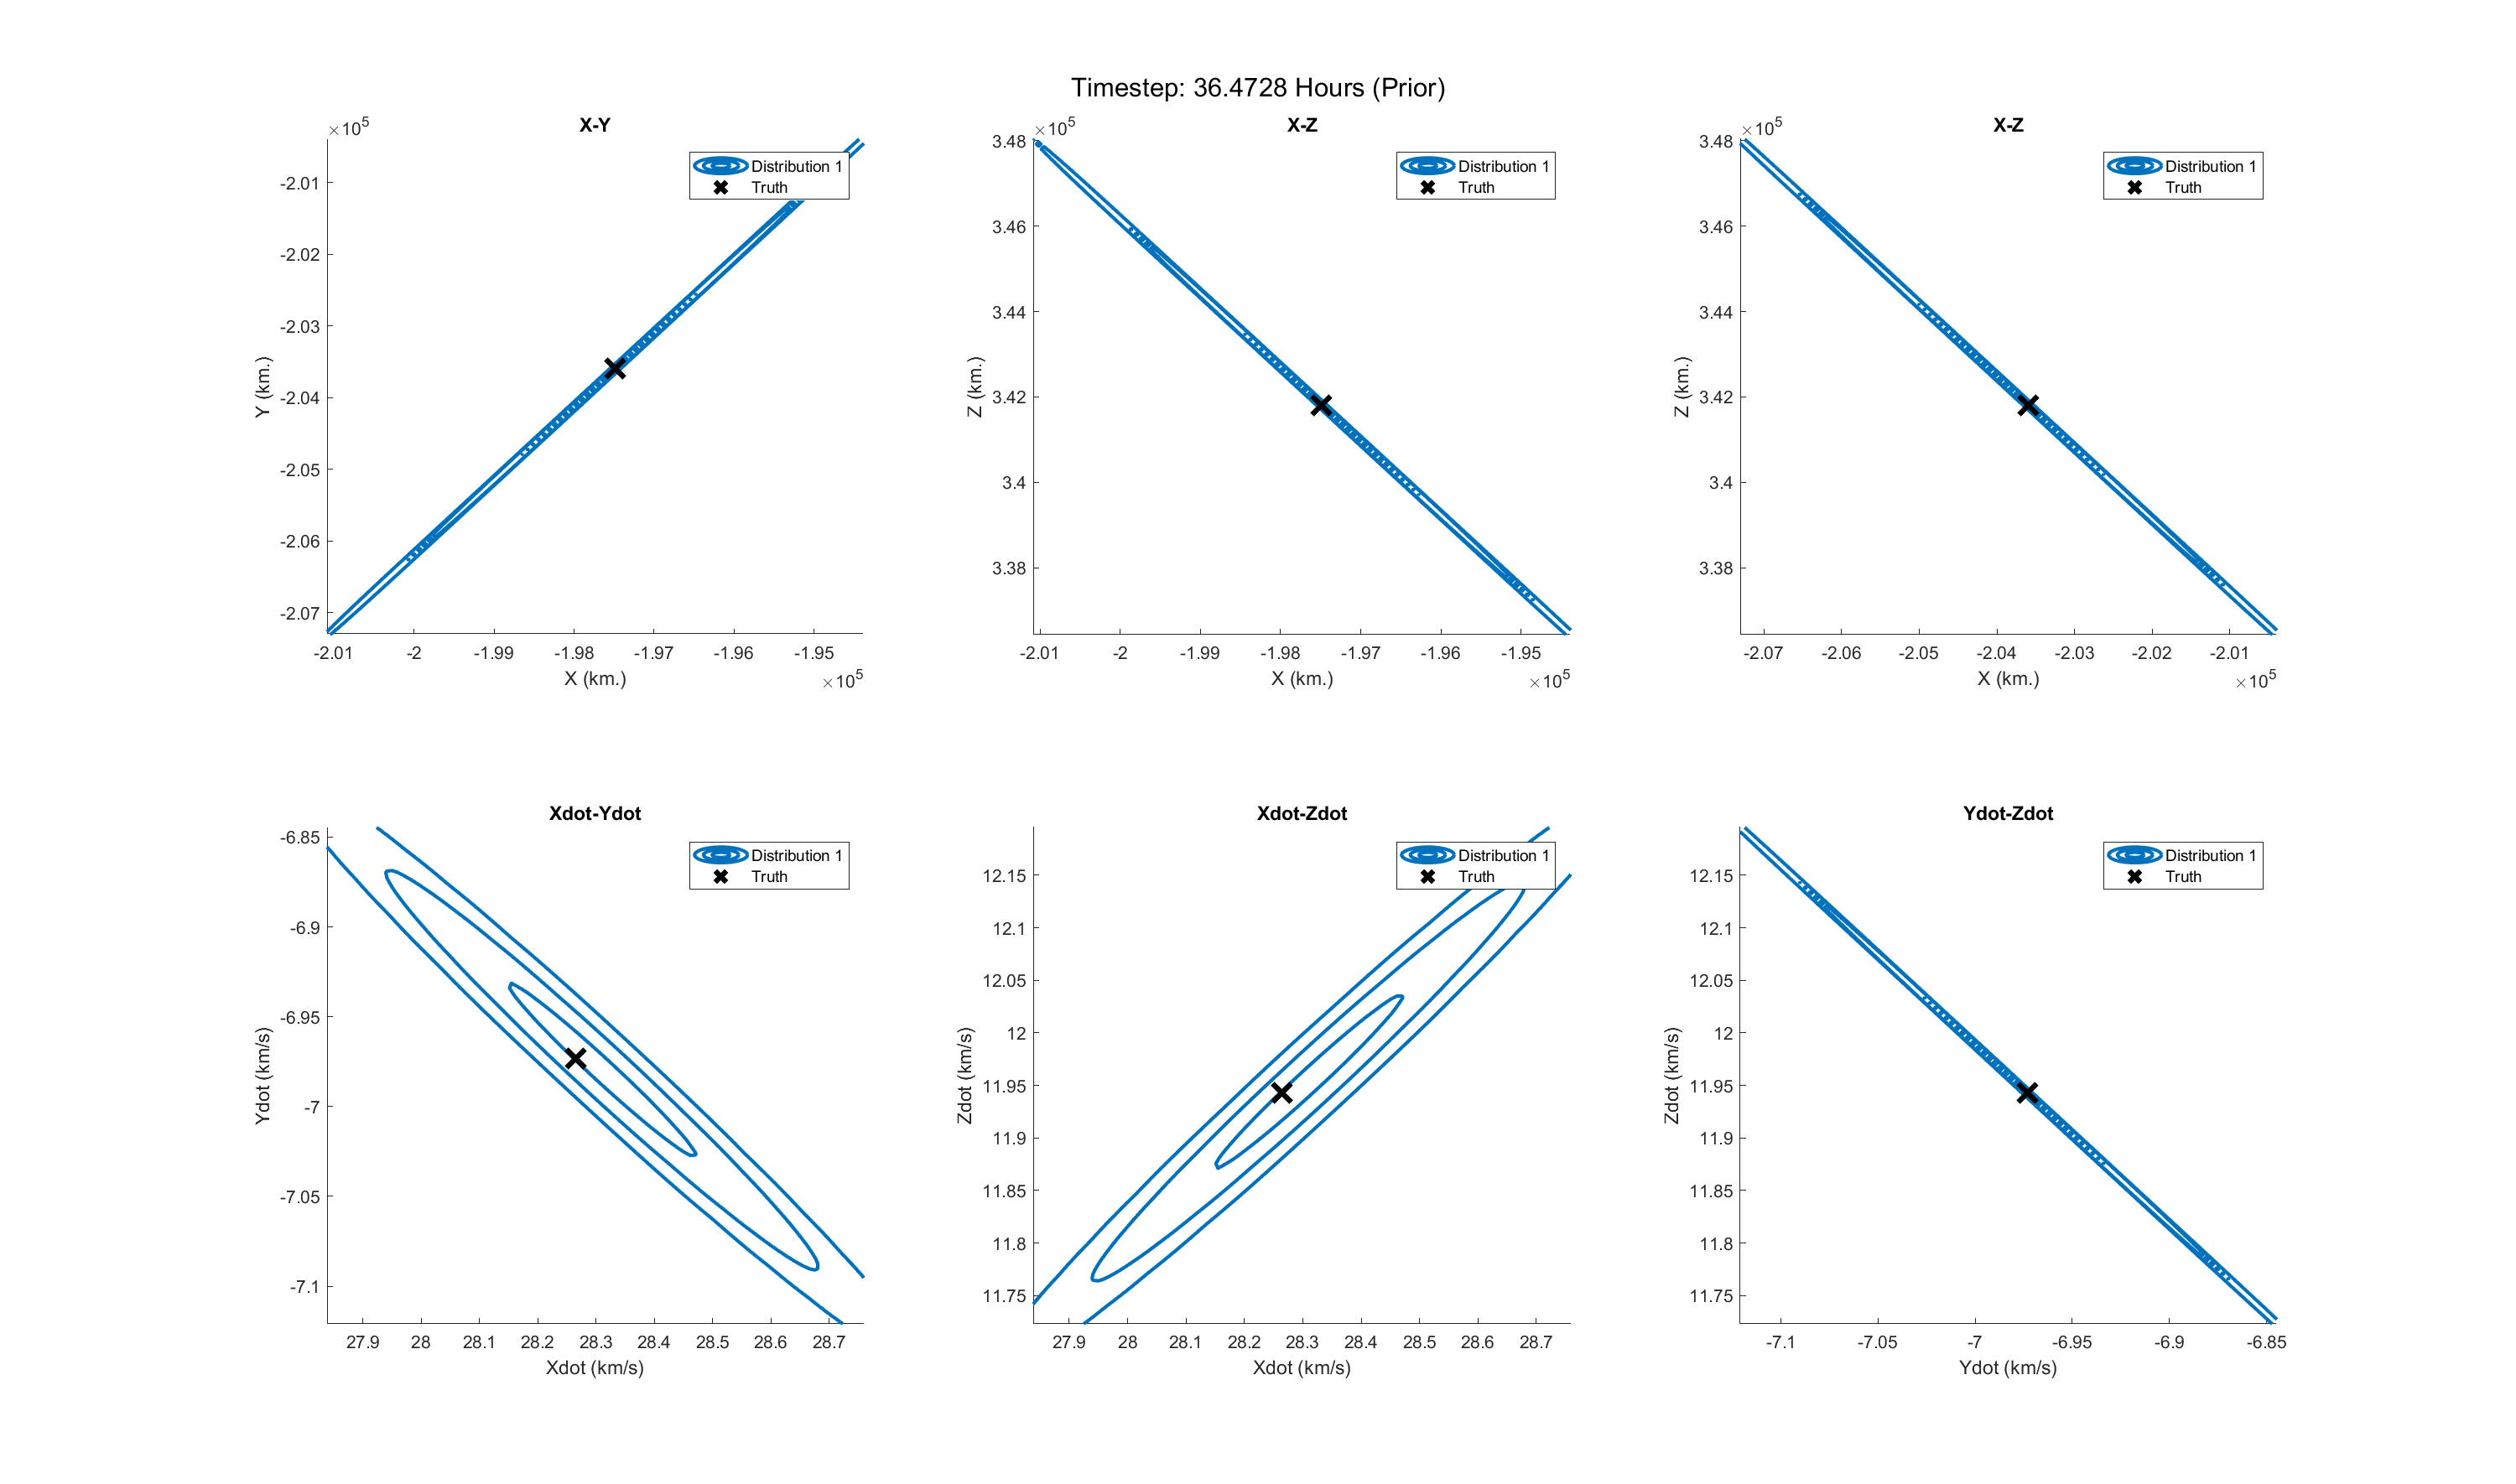 Timestep: 36.4728 Hours (Prior)
X-Y
×10^5
Distribution 1
Truth
-2.01
-2.02
-2.03
-2.04
-2.05
-2.06
-2.07
Y (km.)
-2.01 -2 -1.99 -1.98 -1.97 -1.96 -1.95
X (km.)
×10^5
X-Z
×10^5
Distribution 1
Truth
3.48
3.46
3.44
3.42
3.4
3.38
Z (km.)
-2.01 -2 -1.99 -1.98 -1.97 -1.96 -1.95
X (km.)
×10^5
X-Z
×10^5
Distribution 1
Truth
3.48
3.46
3.44
3.42
3.4
3.38
Z (km.)
-2.07 -2.06 -2.05 -2.04 -2.03 -2.02 -2.01
X (km.)
×10^5
Xdot-Ydot
Distribution 1
Truth
-6.85
-6.9
-6.95
-7
-7.05
-7.1
Ydot (km/s)
27.9 28 28.1 28.2 28.3 28.4 28.5 28.6 28.7
Xdot (km/s)
Xdot-Zdot
Distribution 1
Truth
12.15
12.1
12.05
12
11.95
11.9
11.85
11.8
11.75
Zdot (km/s)
27.9 28 28.1 28.2 28.3 28.4 28.5 28.6 28.7
Xdot (km/s)
Ydot-Zdot
Distribution 1
Truth
12.15
12.1
12.05
12
11.95
11.9
11.85
11.8
11.75
Zdot (km/s)
-7.1 -7.05 -7 -6.95 -6.9 -6.85
Ydot (km/s)